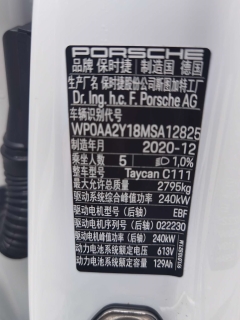 PORSCHE
品牌 保时捷 制造国 德国
生产厂名 保时捷股份公司斯图加特工厂
Dr. Ing. h.c. F. Porsche AG
车辆识别代号
WP0AA2Y18MSA12825
制造年月 2020-12
乘坐人数 5 1,0%
整车型号 Taycan C111
最大允许总质量 2795kg
驱动系统综合峰值功率 240kW
驱动电机型号(后) EBF
驱动电机序列号(后) 022230
驱动电机峰值功率(后) 240kW
动力电池系统额定电压 613V
动力电池系统额定容量 129Ah